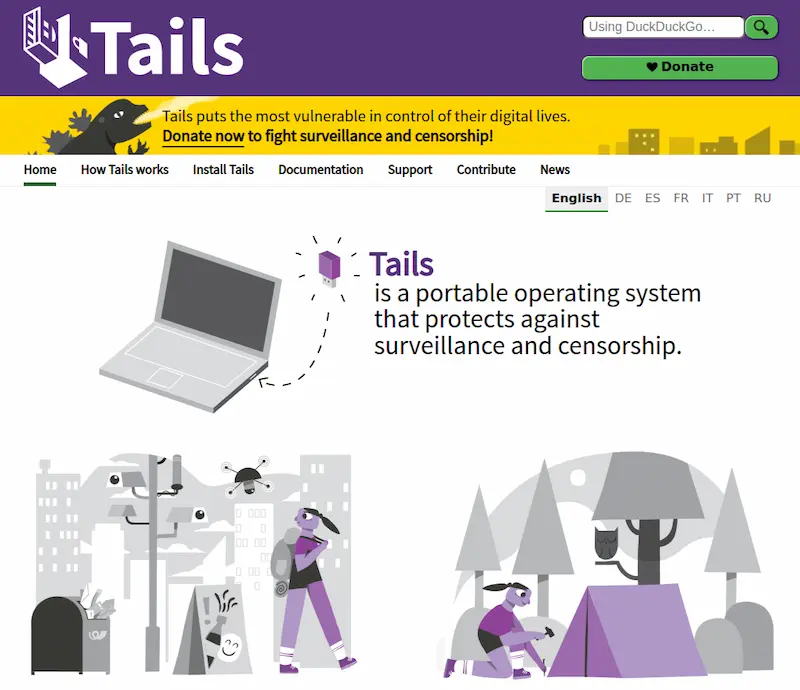 Tails
Using DuckDuckGo…
Donate
Tails puts the most vulnerable in control of their digital lives.
Donate now to fight surveillance and censorship!
Home How Tails works Install Tails Documentation Support Contribute News
English DE ES FR IT PT RU
Tails
is a portable operating system
that protects against
surveillance and censorship.